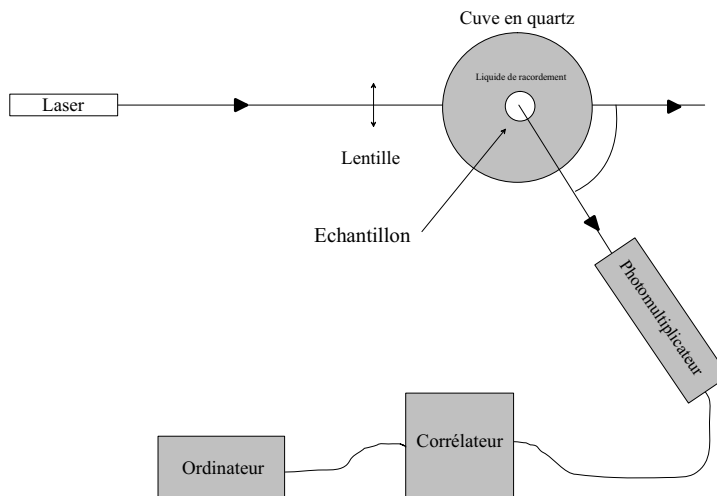 Cuve en quartz
Liquide de racordement
Laser
Lentille
Echantillon
Photomultiplicateur
Corrélateur
Ordinateur